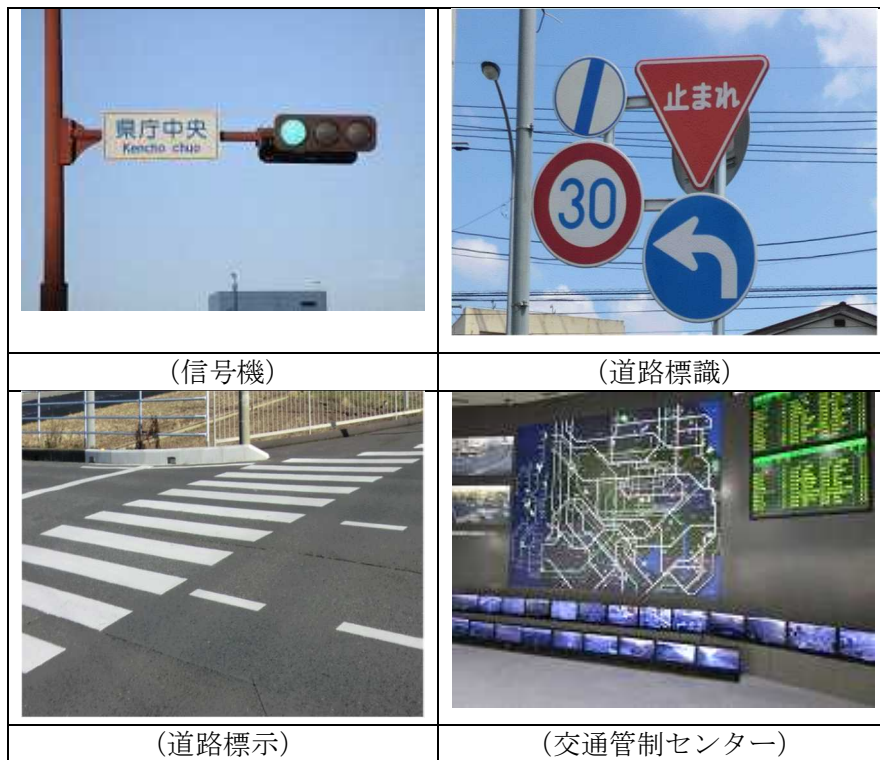 県庁中央
Kencho chuo
止まれ
30
(信号機)
(道路標識)
(道路標示)
(交通管制センター)